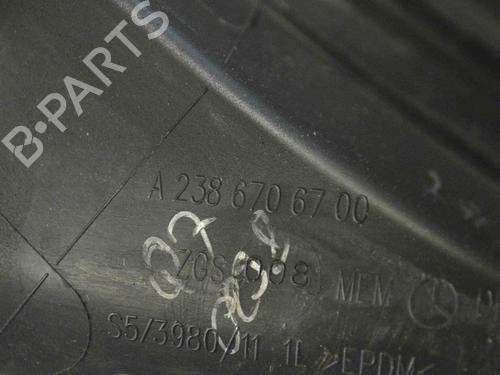 B-PARTS
A 238 670 67 00
ZGS 008
MEM
S5/3980/11 1L >EPDM<